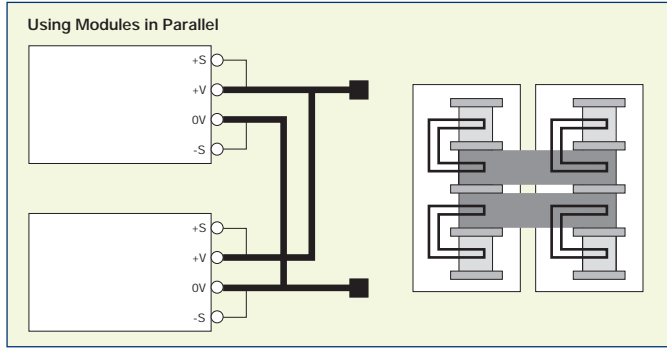 Using Modules in Parallel
+S
+V
0V
-S
+S
+V
0V
-S